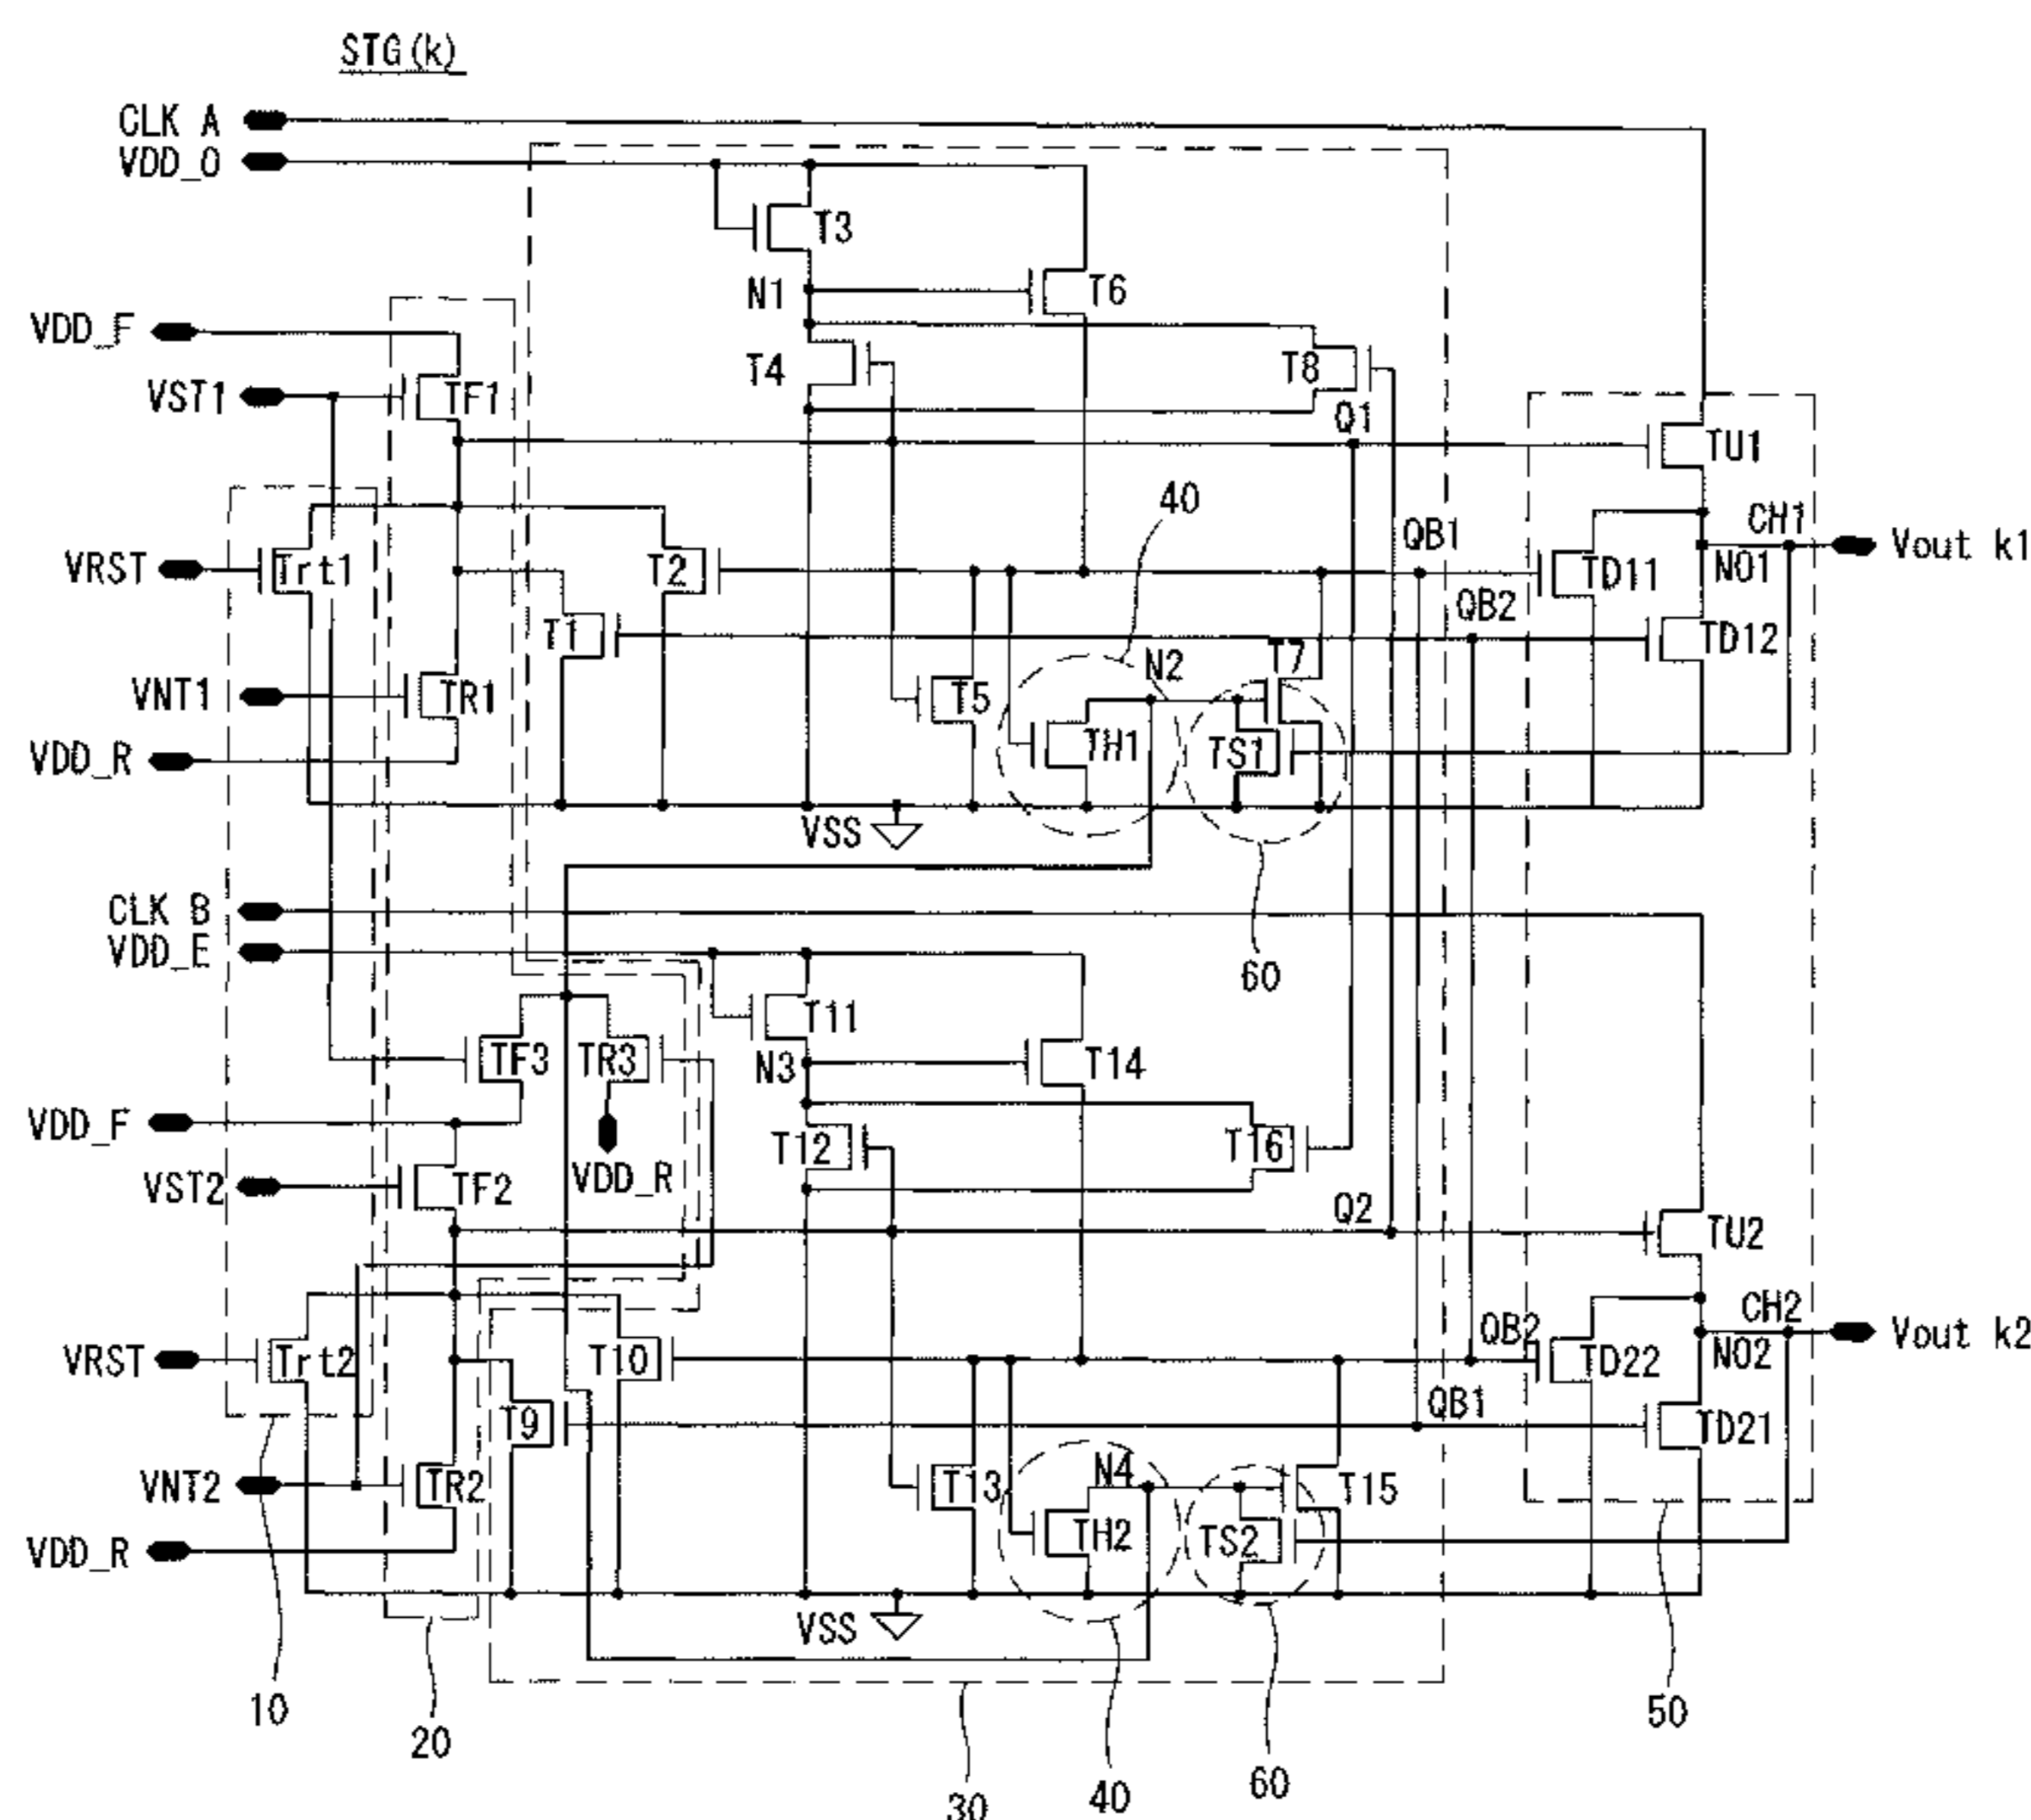 STG(k)
CLK A
VDD_O
T3
N1
T6
VDD_F
T4
T8
VST1
TF1
Q1
TU1
40
QB1
CH1
Vout k1
VRST
Trt1
T2
TD11
NO1
QB2
T1
TD12
N2
T7
VNT1
TR1
T5
TH1
TS1
VDD_R
VSS
CLK B
VDD_E
60
T11
TF3
TR3
N3
T14
VDD_F
T12
T16
VDD_R
VST2
TF2
Q2
TU2
QB2
CH2
Vout k2
VRST
Trt2
T10
TD22
NO2
T9
QB1
TD21
VNT2
TR2
T13
N4
T15
TH2
TS2
VDD_R
VSS
10
20
30
40
60
50